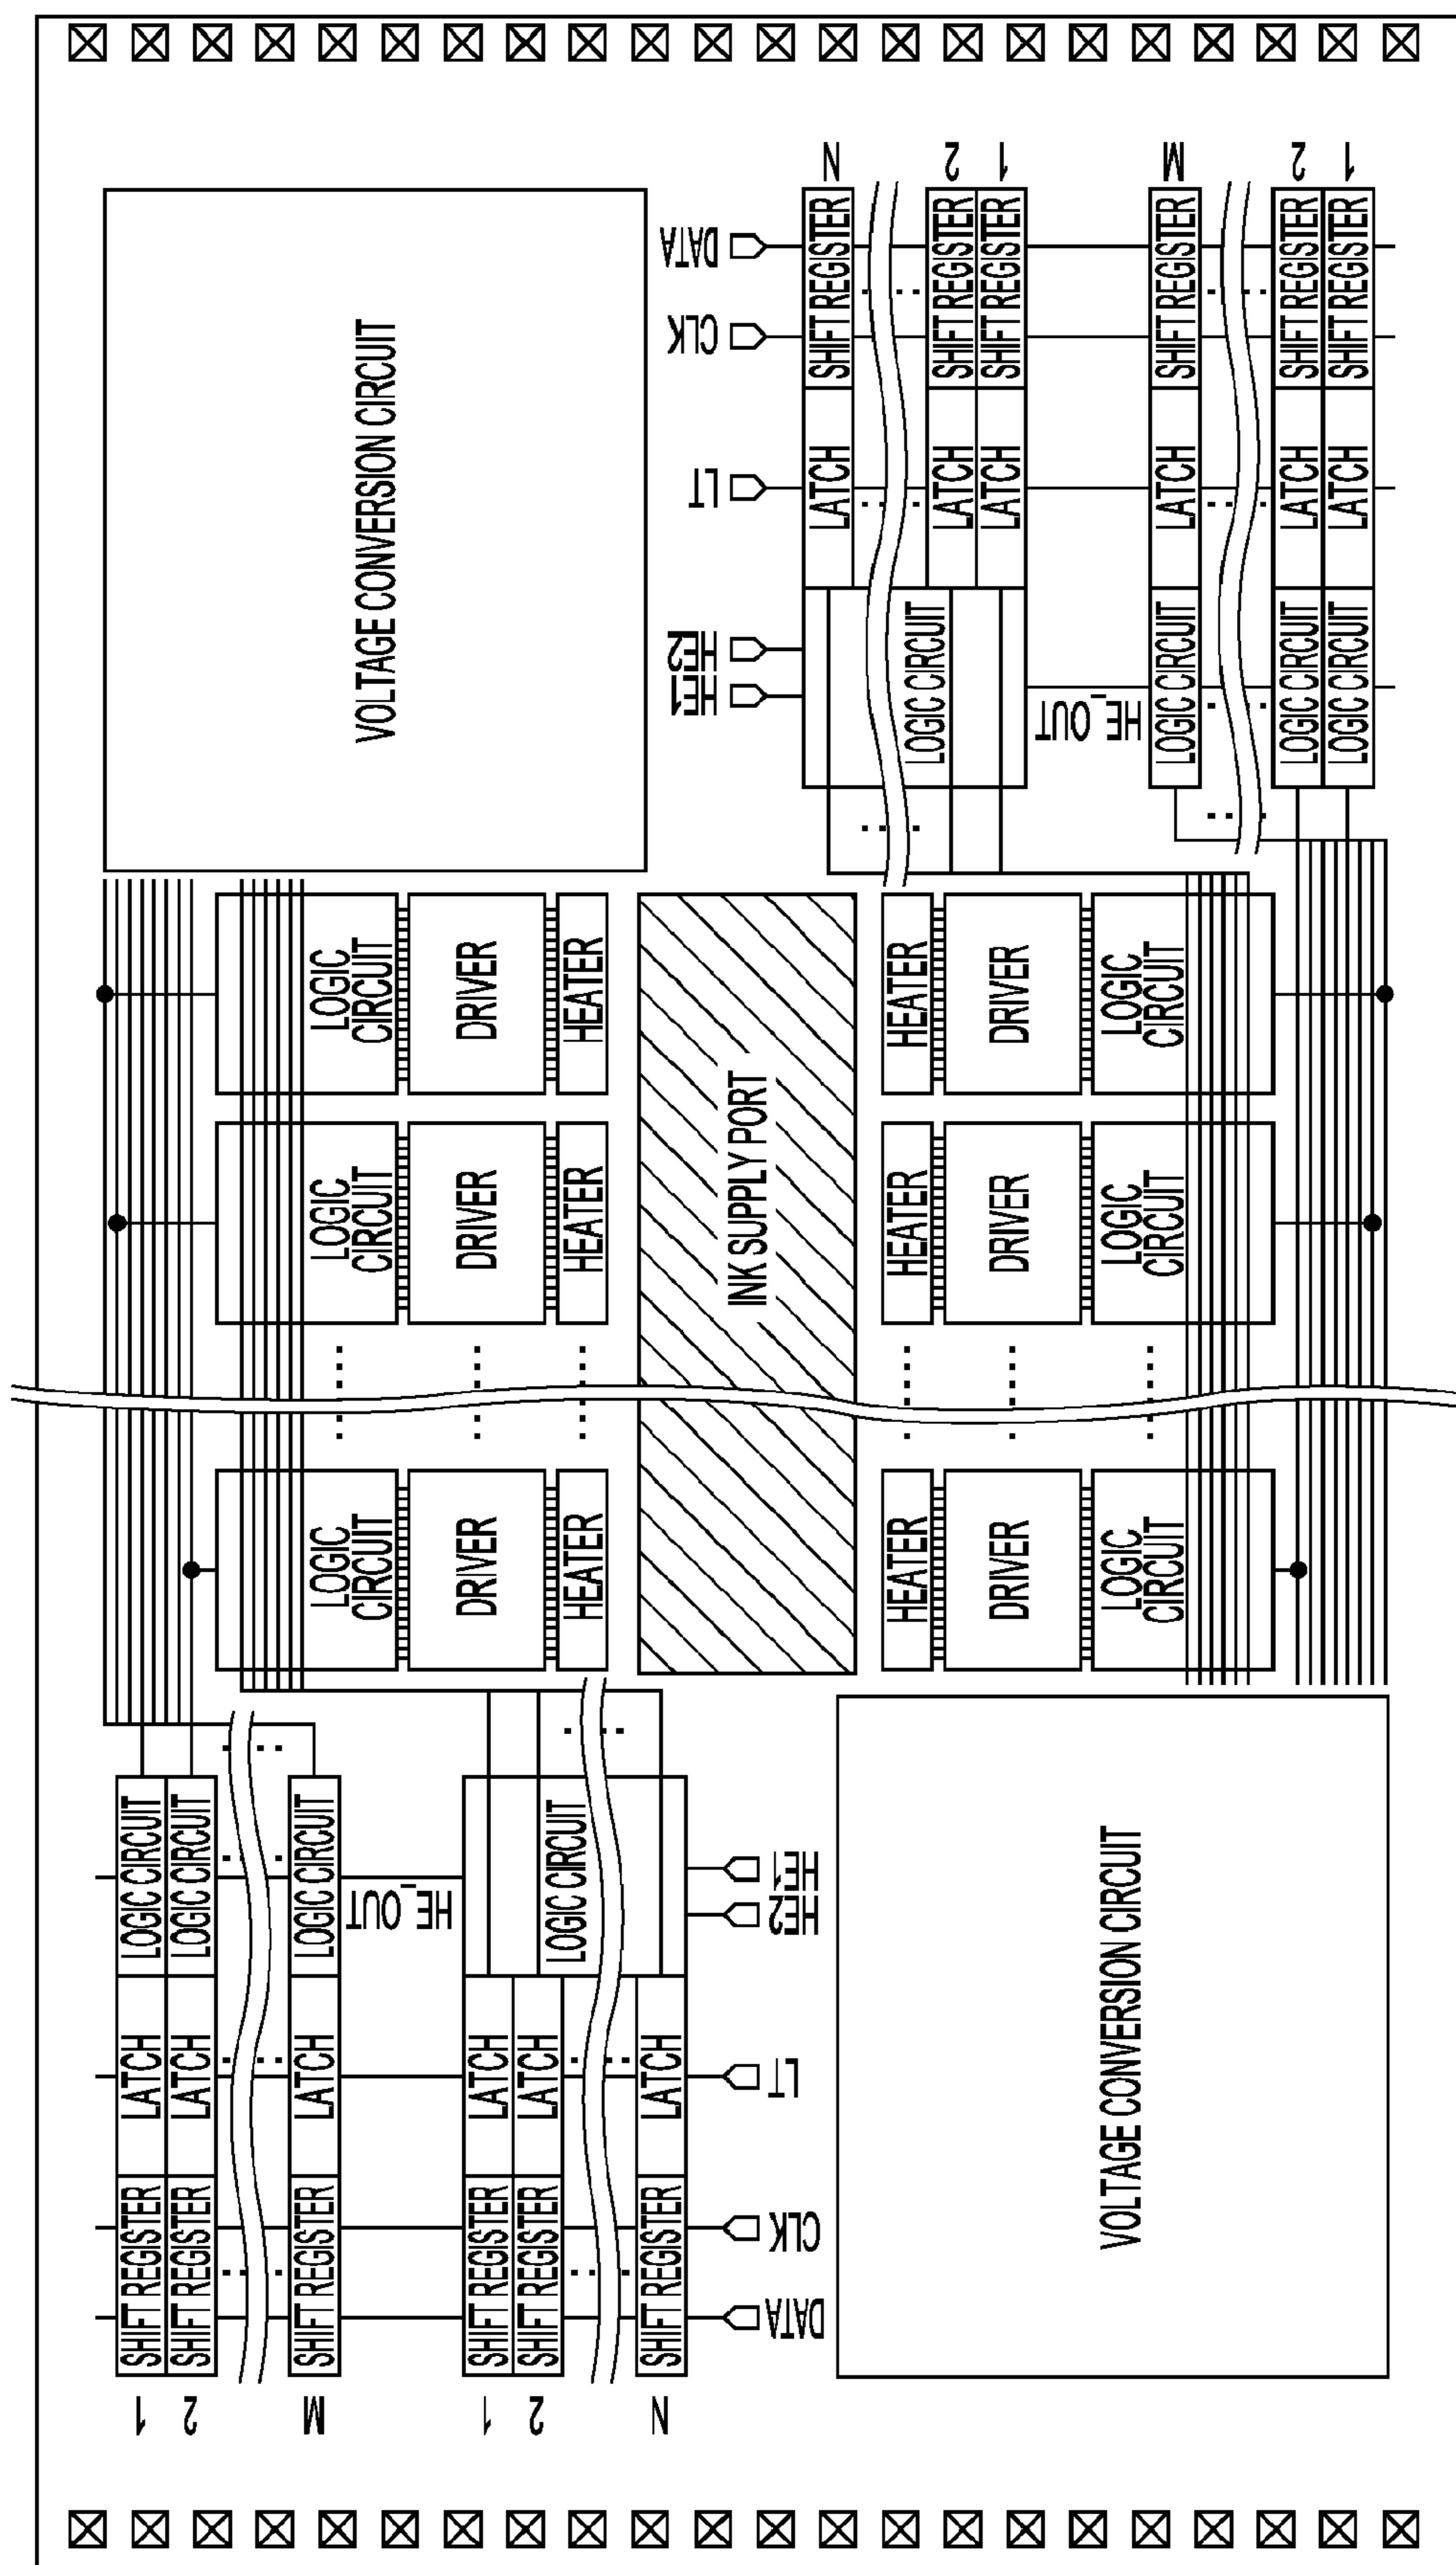 VOLTAGE CONVERSION CIRCUIT
N
2
1
M
2
1
DATA
CLK
LT
HE2
HE1
SHIFT REGISTER
SHIFT REGISTER
SHIFT REGISTER
SHIFT REGISTER
SHIFT REGISTER
SHIFT REGISTER
LATCH
LATCH
LATCH
LATCH
LATCH
LATCH
LOGIC CIRCUIT
HE_OUT
LOGIC CIRCUIT
LOGIC CIRCUIT
LOGIC CIRCUIT
LOGIC
CIRCUIT
DRIVER
HEATER
HEATER
DRIVER
LOGIC
CIRCUIT
LOGIC
CIRCUIT
DRIVER
HEATER
INK SUPPLY PORT
HEATER
DRIVER
LOGIC
CIRCUIT
LOGIC
CIRCUIT
DRIVER
HEATER
HEATER
DRIVER
LOGIC
CIRCUIT
LOGIC CIRCUIT
LOGIC CIRCUIT
LOGIC CIRCUIT
HE_OUT
LOGIC CIRCUIT
HE1
HE2
LATCH
LATCH
LATCH
LATCH
LATCH
LATCH
LT
SHIFT REGISTER
SHIFT REGISTER
SHIFT REGISTER
SHIFT REGISTER
SHIFT REGISTER
SHIFT REGISTER
CLK
DATA
1
2
M
1
2
N
VOLTAGE CONVERSION CIRCUIT